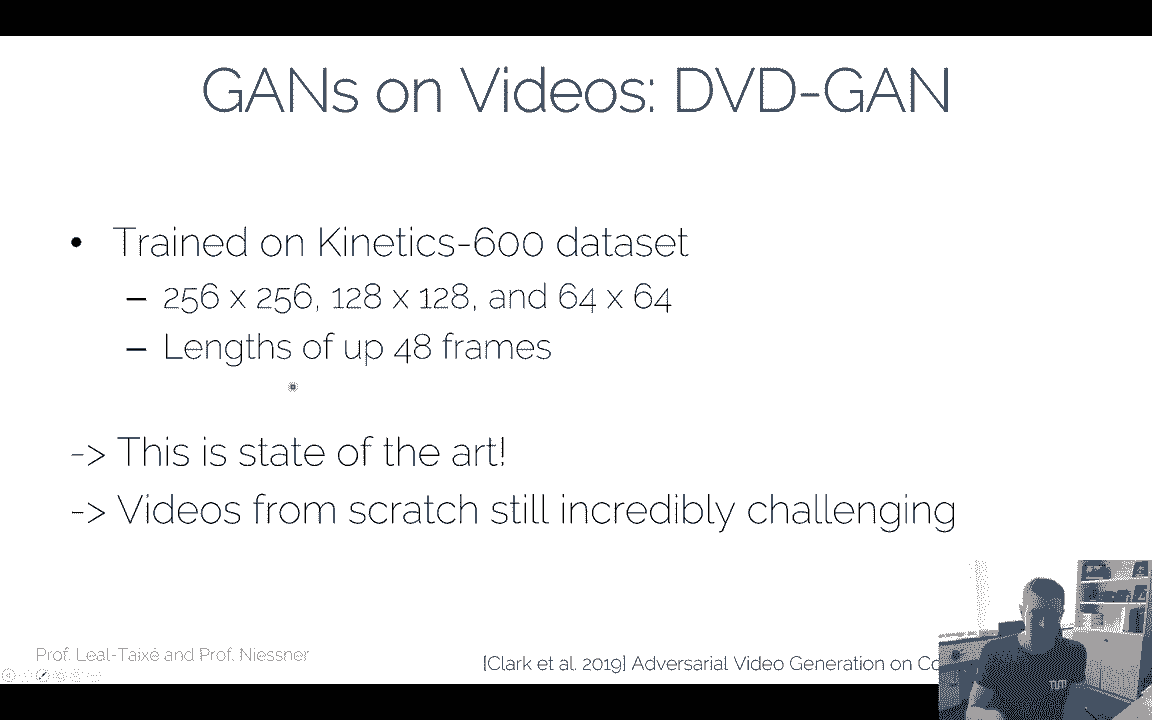 GANs on Videos: DVD-GAN
• Trained on Kinetics-600 dataset
– 256 x 256, 128 x 128, and 64 x 64
– Lengths of up 48 frames
-> This is state of the art!
-> Videos from scratch still incredibly challenging
Prof. Leal-Taixé and Prof. Niessner
[Clark et al. 2019] Adversarial Video Generation on Co
TUM